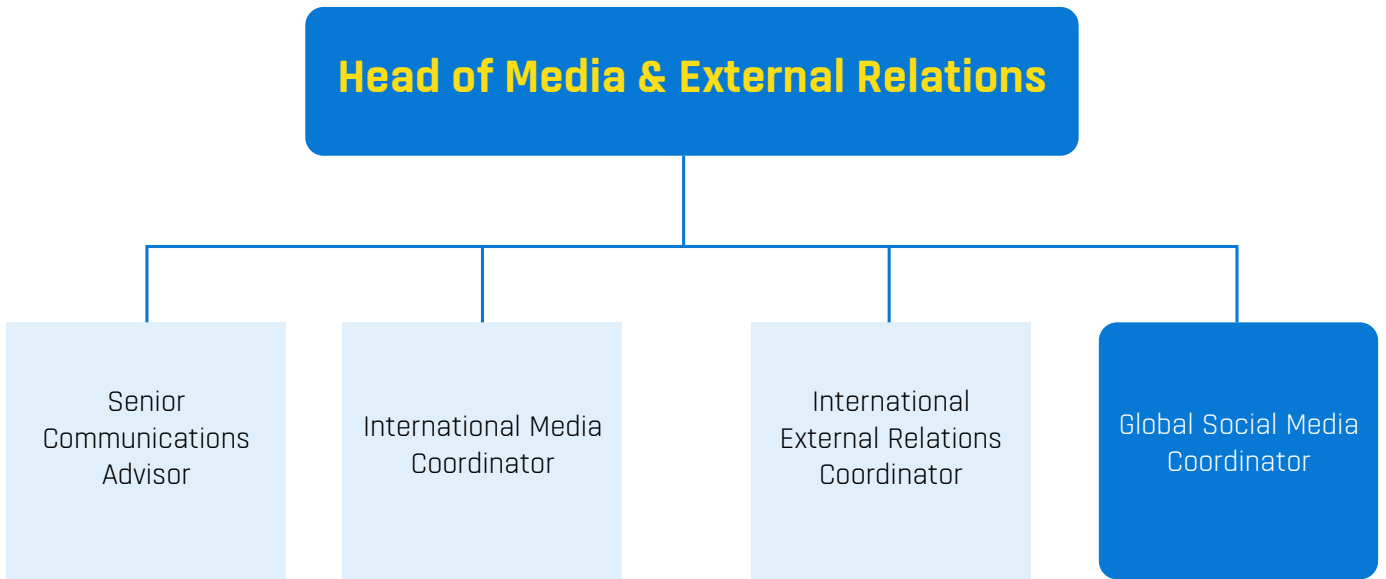 Head of Media & External Relations
Senior
Communications
Advisor
International Media
Coordinator
International
External Relations
Coordinator
Global Social Media
Coordinator